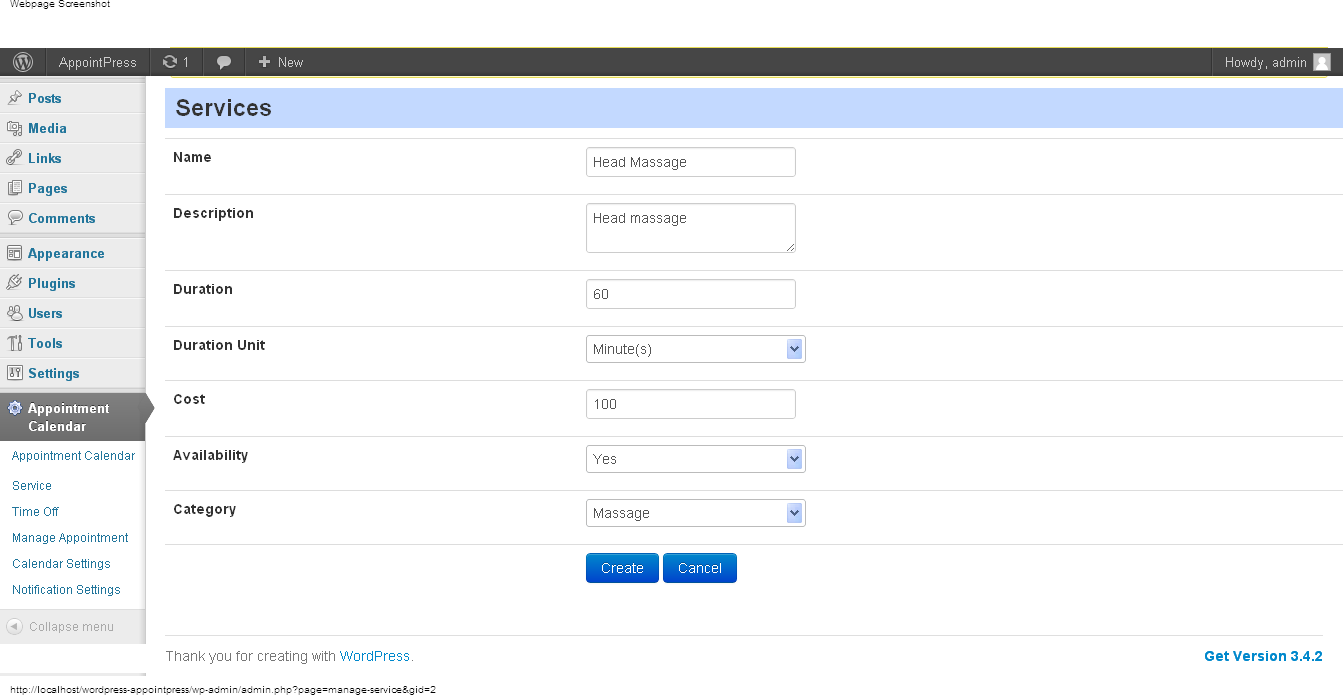 Webpage Screenshot
AppointPress 1 New Howdy, admin
Posts
Media
Links
Pages
Comments
Appearance
Plugins
Users
Tools
Settings
Appointment
Calendar
Appointment Calendar
Service
Time Off
Manage Appointment
Calendar Settings
Notification Settings
Collapse menu
Services
Name Head Massage
Description Head massage
Duration 60
Duration Unit Minute(s)
Cost 100
Availability Yes
Category Massage
Create Cancel
Thank you for creating with WordPress. Get Version 3.4.2
http://localhost/wordpress-appointpress/wp-admin/admin.php?page=manage-service&gid=2